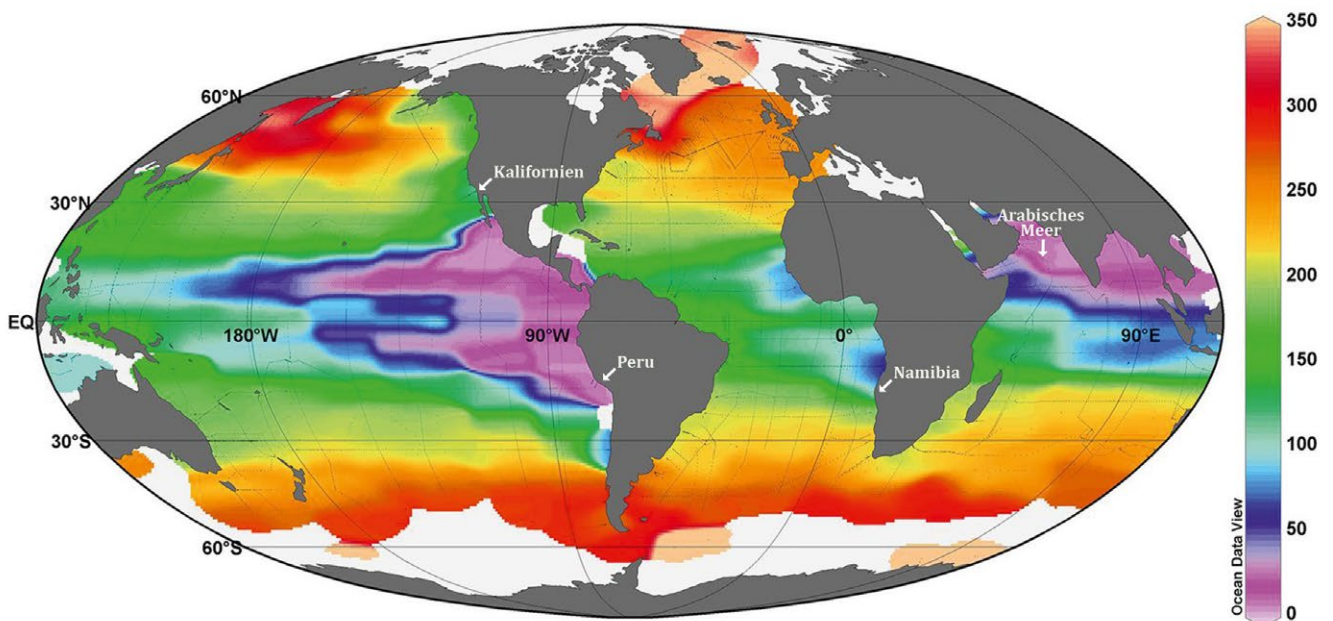 60°N
Kalifornien
30°N
Arabisches
Meer
EQ
180°W
90°W
0°
90°E
Peru
Namibia
30°S
60°S
350
300
250
200
150
100
50
0
Ocean Data View